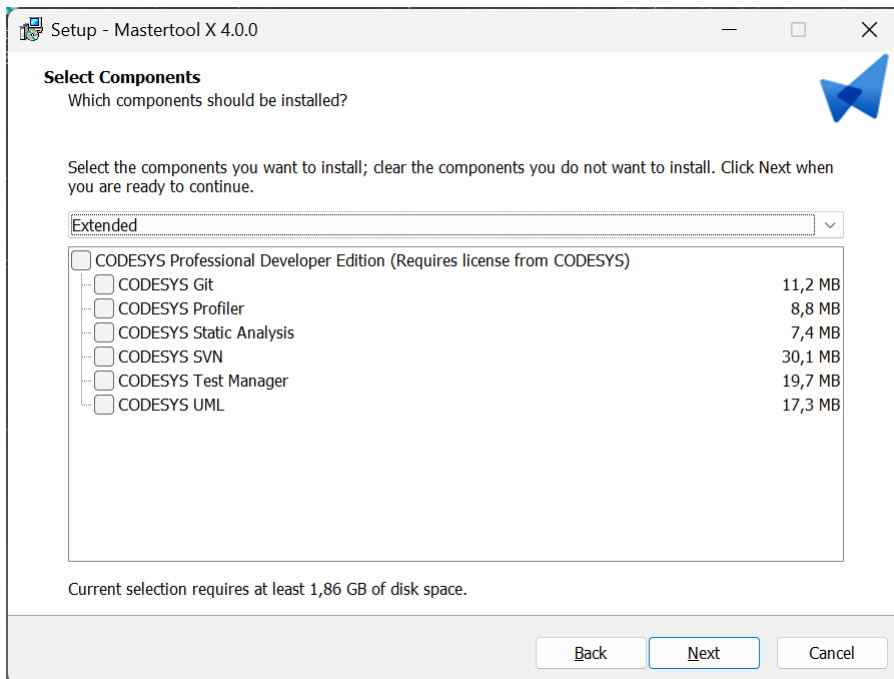 Setup - Mastertool X 4.0.0
Select Components
Which components should be installed?
Select the components you want to install; clear the components you do not want to install. Click Next when
you are ready to continue.
Extended
CODESYS Professional Developer Edition (Requires license from CODESYS)
CODESYS Git 11,2 MB
CODESYS Profiler 8,8 MB
CODESYS Static Analysis 7,4 MB
CODESYS SVN 30,1 MB
CODESYS Test Manager 19,7 MB
CODESYS UML 17,3 MB
Current selection requires at least 1,86 GB of disk space.
Back Next Cancel